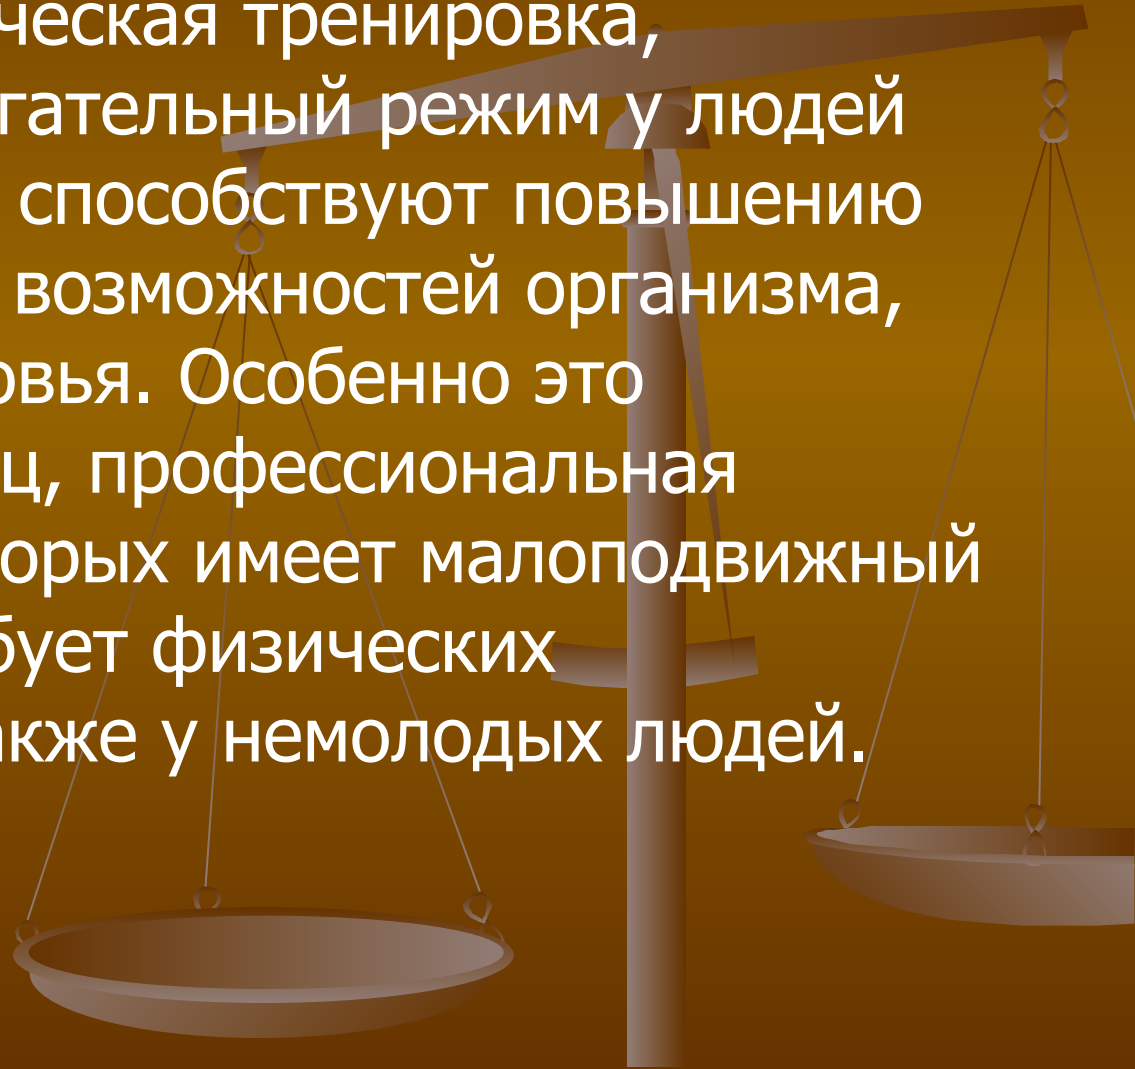 ческая тренировка,
гательный режим у людей
способствуют повышению
возможностей организма,
овья. Особенно это
ц, профессиональная
орых имеет малоподвижный
бует физических
акже у немолодых людей.